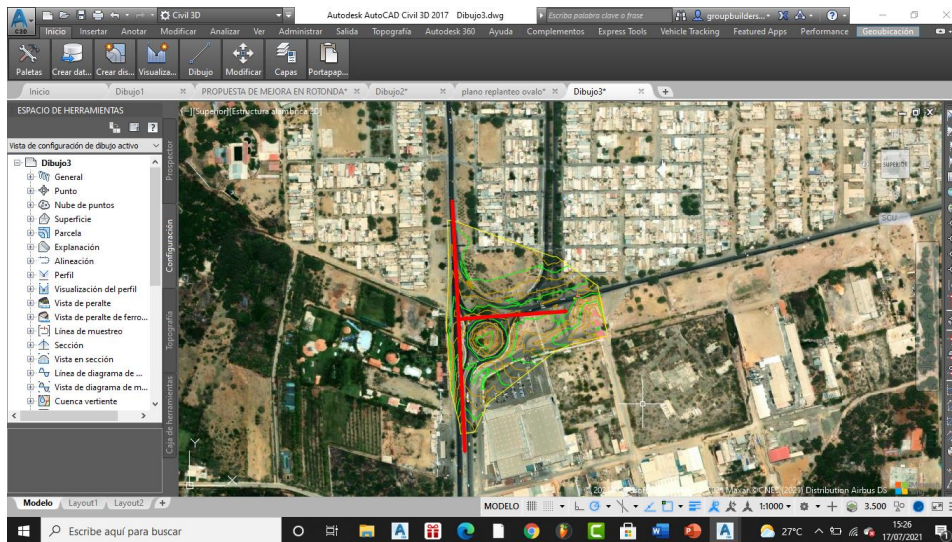 Civil 3D
Autodesk AutoCAD Civil 3D 2017 Dibujo3.dwg
Escriba palabra clave o frase
groupbuilders...
C3D
Inicio Insertar Anotar Modificar Analizar Ver Administrar Salida Topografía Autodesk 360 Ayuda Complementos Express Tools Vehicle Tracking Featured Apps Performance Geoubicación
Paletas Crear dat... Crear dis... Visualiza... Dibujo Modificar Capas Portapap...
Inicio Dibujo1 PROPUESTA DE MEJORA EN ROTONDA* Dibujo2* plano replanteo ovalo* Dibujo3*
ESPACIO DE HERRAMIENTAS
Vista de configuración de dibujo activo
Dibujo3
General
Punto
Nube de puntos
Superficie
Parcela
Explanación
Alineación
Perfil
Visualización del perfil
Vista de peralte
Vista de peralte de ferro...
Línea de muestreo
Sección
Vista en sección
Línea de diagrama de ...
Vista de diagrama de m...
Cuenca vertiente
Prospector
Configuración
Topografía
Caja de herramientas
[-][Superior][Estructura alámbrica 2D]
SUPERIOR
SCU
Y
X
Maxar ©CNES (2021) Distribution Airbus DS
Modelo Layout1 Layout2 +
MODELO 1:1000 3.500
Escribe aquí para buscar
27°C
15:26
17/07/2021